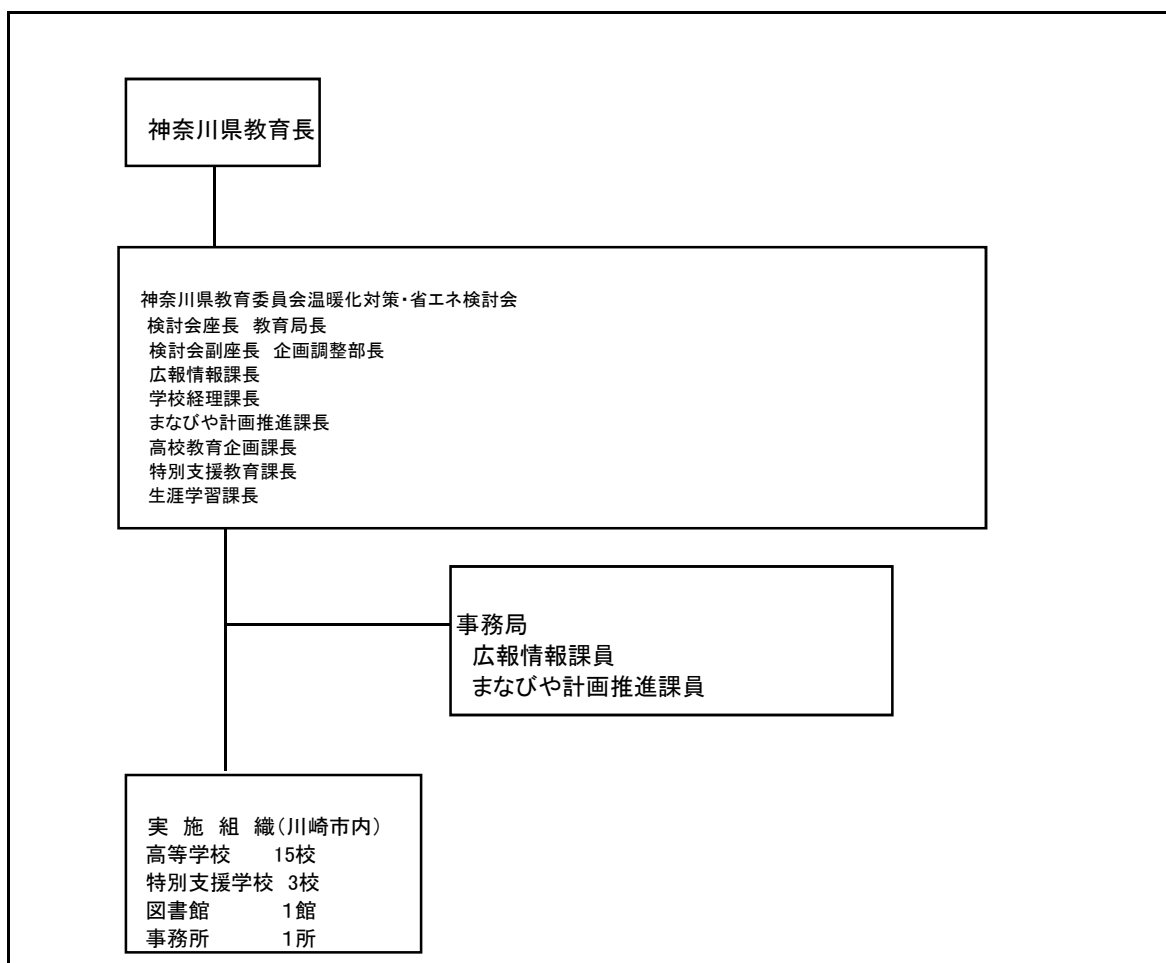 神奈川県教育長
神奈川県教育委員会温暖化対策・省エネ検討会
検討会座長 教育局長
検討会副座長 企画調整部長
広報情報課長
学校経理課長
まなびや計画推進課長
高校教育企画課長
特別支援教育課長
生涯学習課長
事務局
広報情報課員
まなびや計画推進課員
実 施 組 織(川崎市内)
高等学校 15校
特別支援学校 3校
図書館 1館
事務所 1所